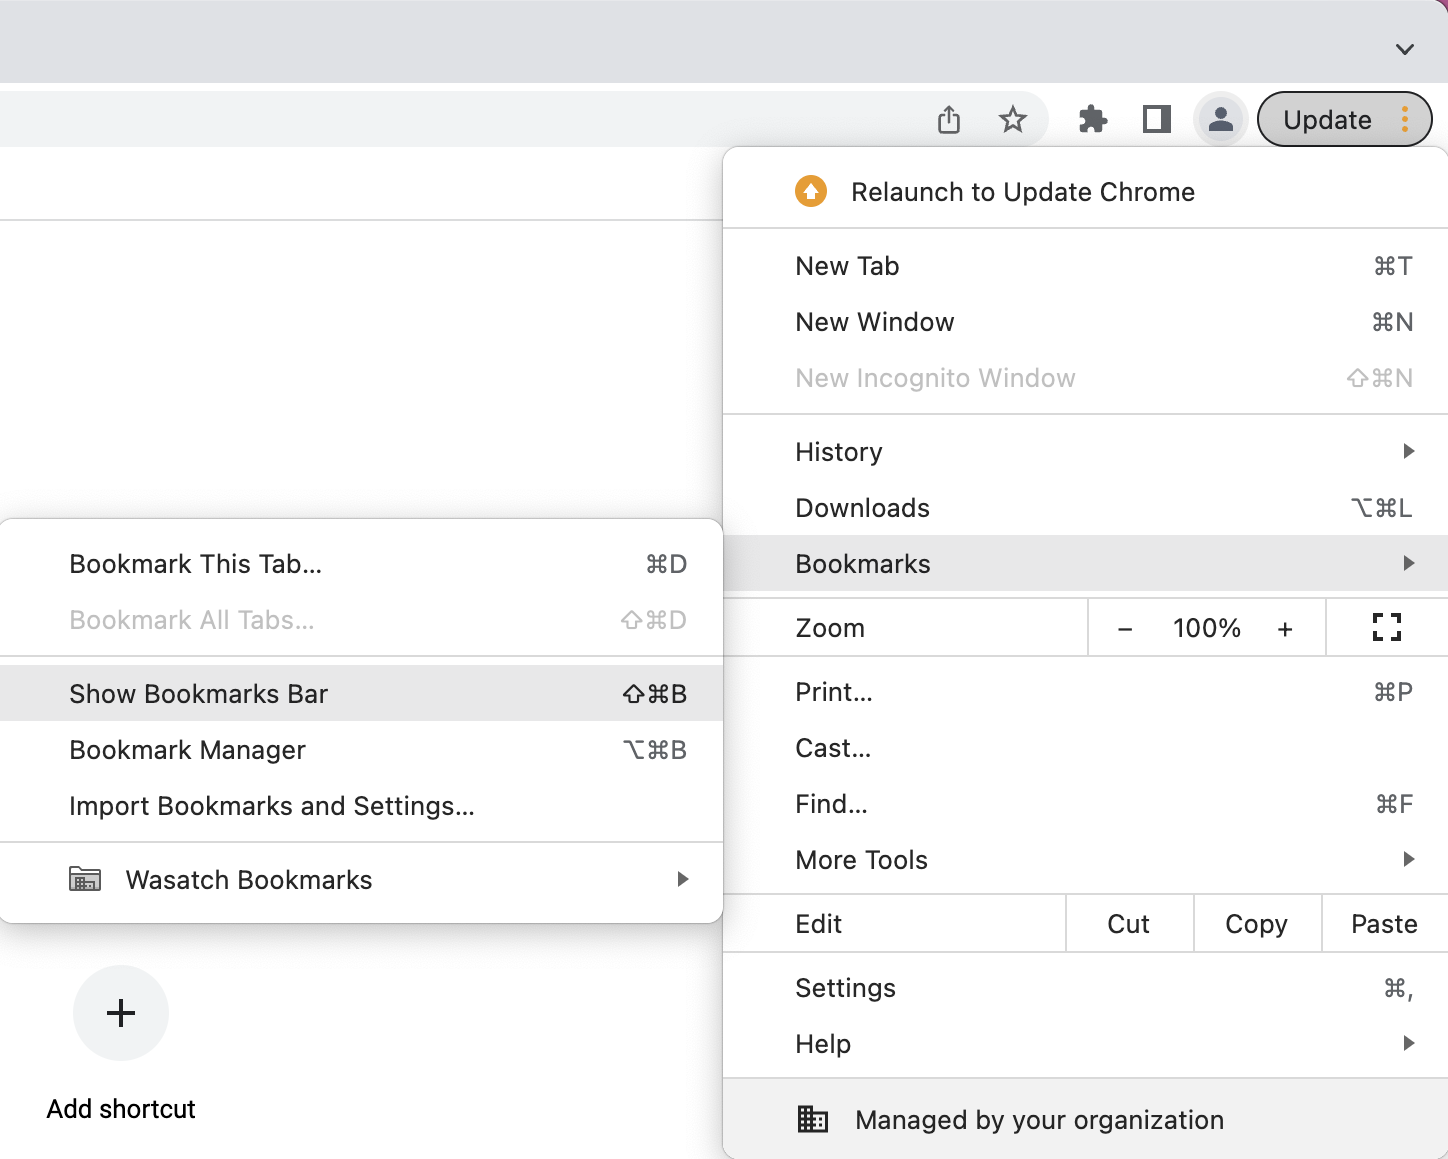 Update
Relaunch to Update Chrome
New Tab ⌘T
New Window ⌘N
New Incognito Window ⇧⌘N
History
Downloads ⌥⌘L
Bookmarks
Zoom − 100% +
Print... ⌘P
Cast...
Find... ⌘F
More Tools
Edit Cut Copy Paste
Settings ⌘,
Help
Managed by your organization
Bookmark This Tab... ⌘D
Bookmark All Tabs... ⇧⌘D
Show Bookmarks Bar ⇧⌘B
Bookmark Manager ⌥⌘B
Import Bookmarks and Settings...
Wasatch Bookmarks
Add shortcut